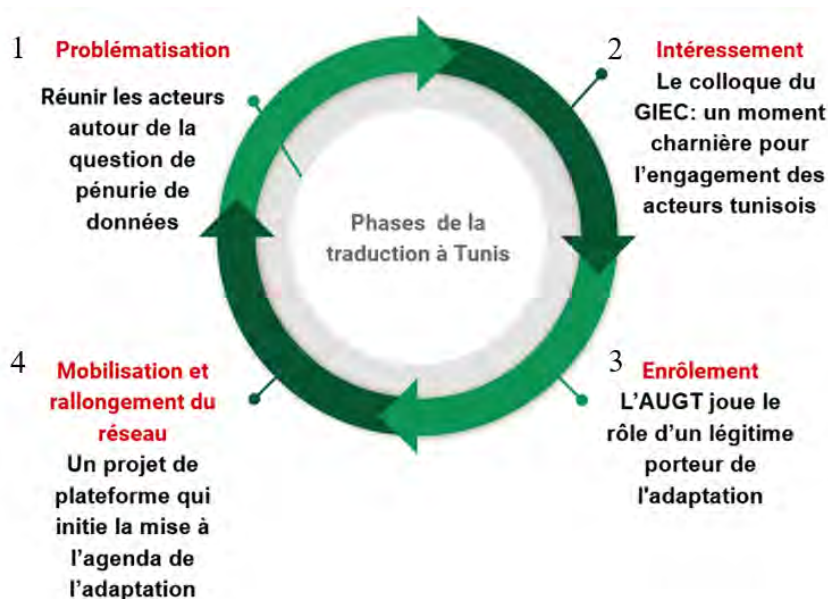 1 Problématisation
Réunir les acteurs
autour de la
question de
pénurie de
données
2 Intéressement
Le colloque du
GIEC: un moment
charnière pour
l'engagement des
acteurs tunisois
Phases de la
traduction à Tunis
3 Enrôlement
L'AUGT joue le
rôle d'un légitime
porteur de
l'adaptation
4 Mobilisation et
rallongement du
réseau
Un projet de
plateforme qui
initie la mise à
l'agenda de
l'adaptation